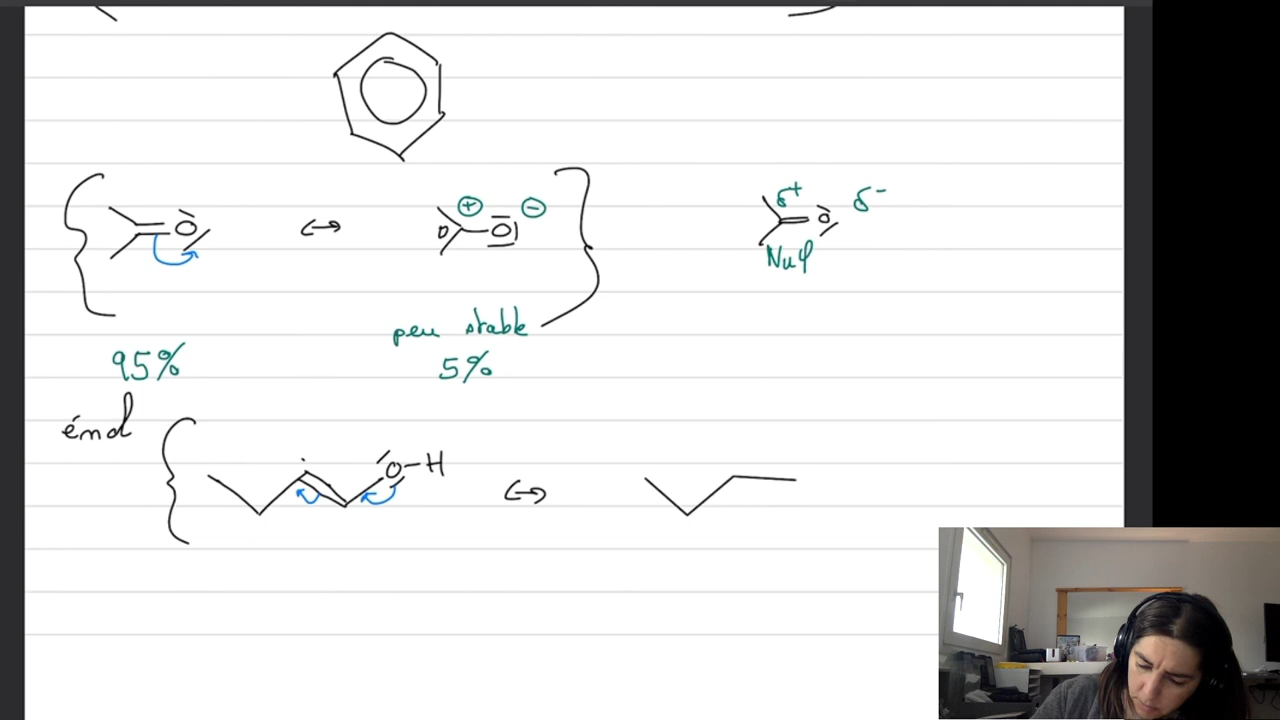 O ↔ ⊕ O ⊖ δ+ O δ-
Nuφ
peu stable
95% 5%
énol
O-H ↔